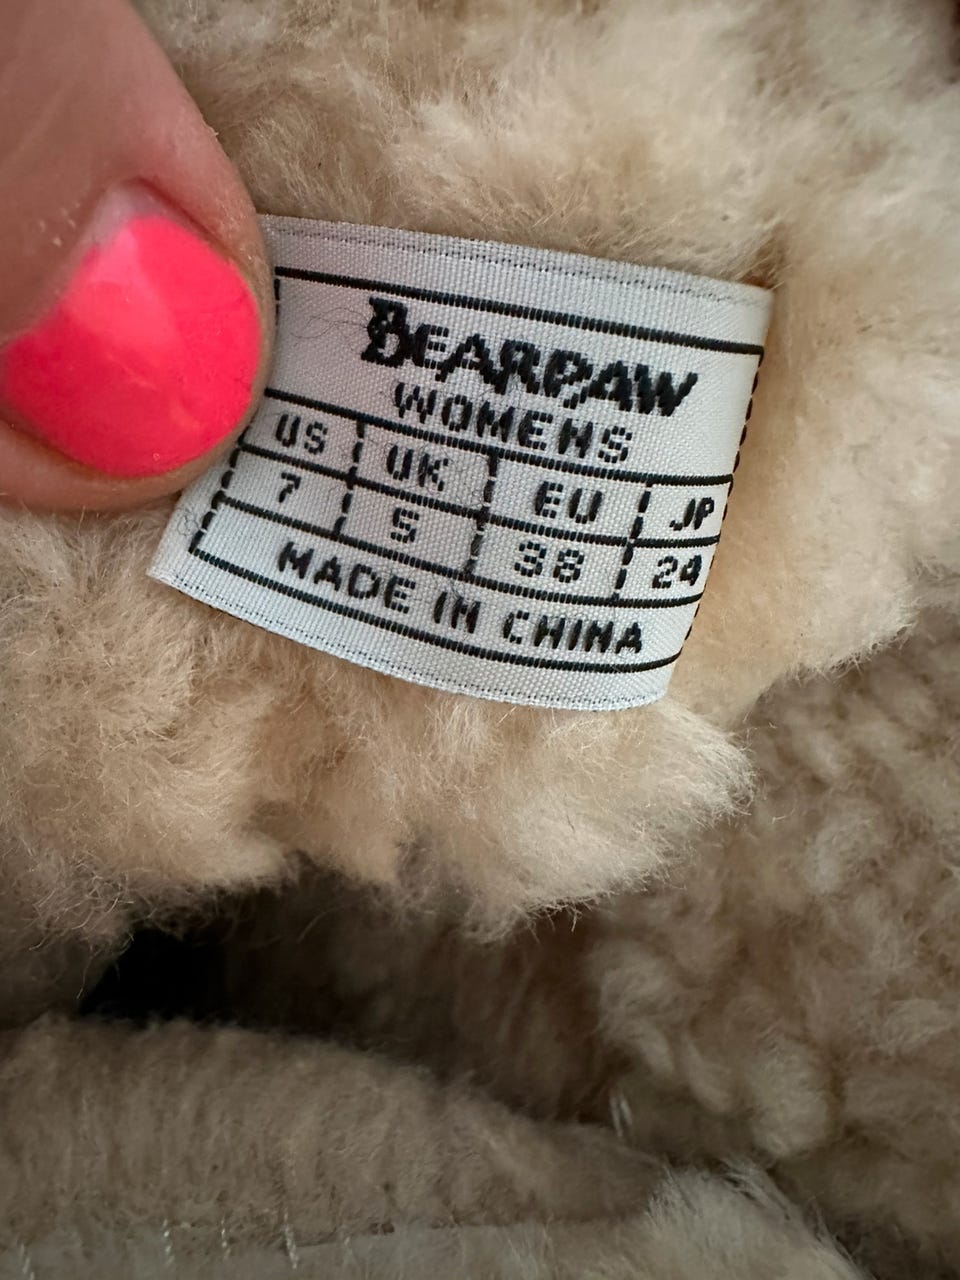 BEARPAW
WOMENS
US UK EU JP
7 5 38 24
MADE IN CHINA